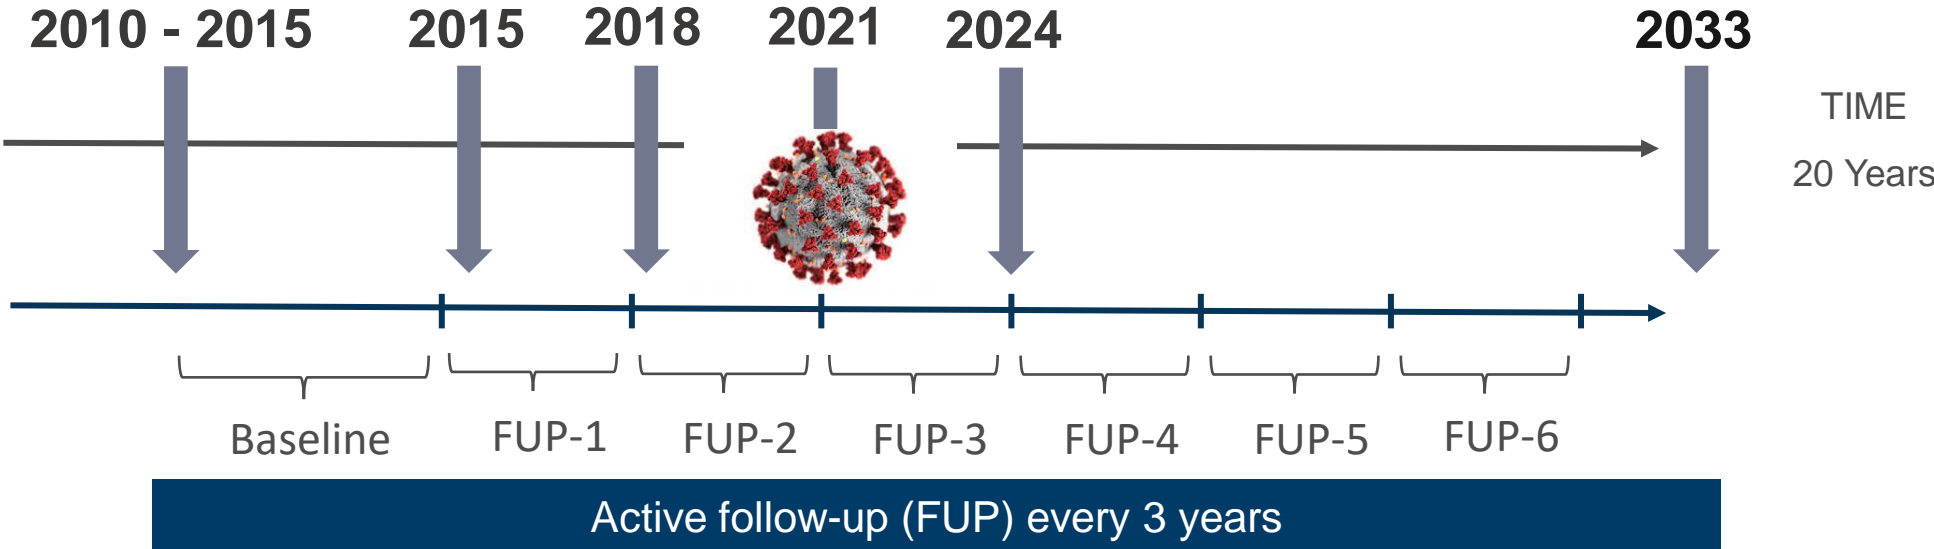 2010 - 2015 2015 2018 2021 2024 2033
TIME
20 Years
Baseline FUP-1 FUP-2 FUP-3 FUP-4 FUP-5 FUP-6
Active follow-up (FUP) every 3 years